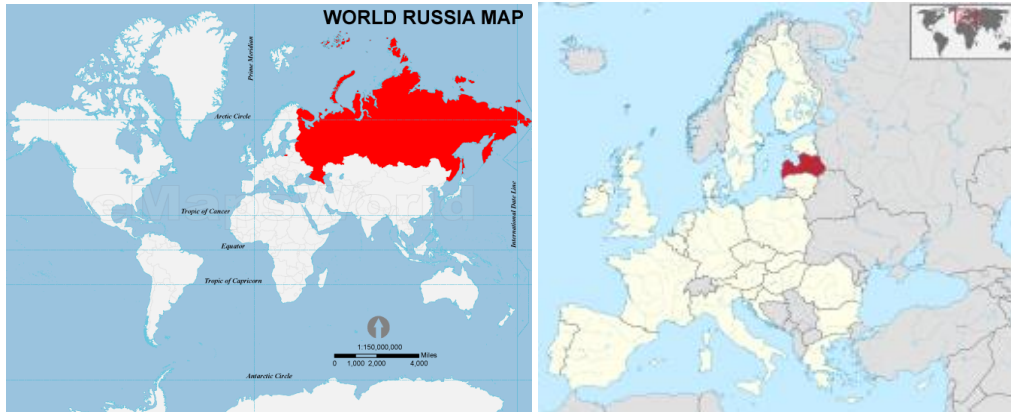 WORLD RUSSIA MAP
Prime Meridian
Arctic Circle
eMapsWorld
Tropic of Cancer
International Date Line
Equator
Tropic of Capricorn
1:150,000,000
Miles
0 1,000 2,000 4,000
Antarctic Circle